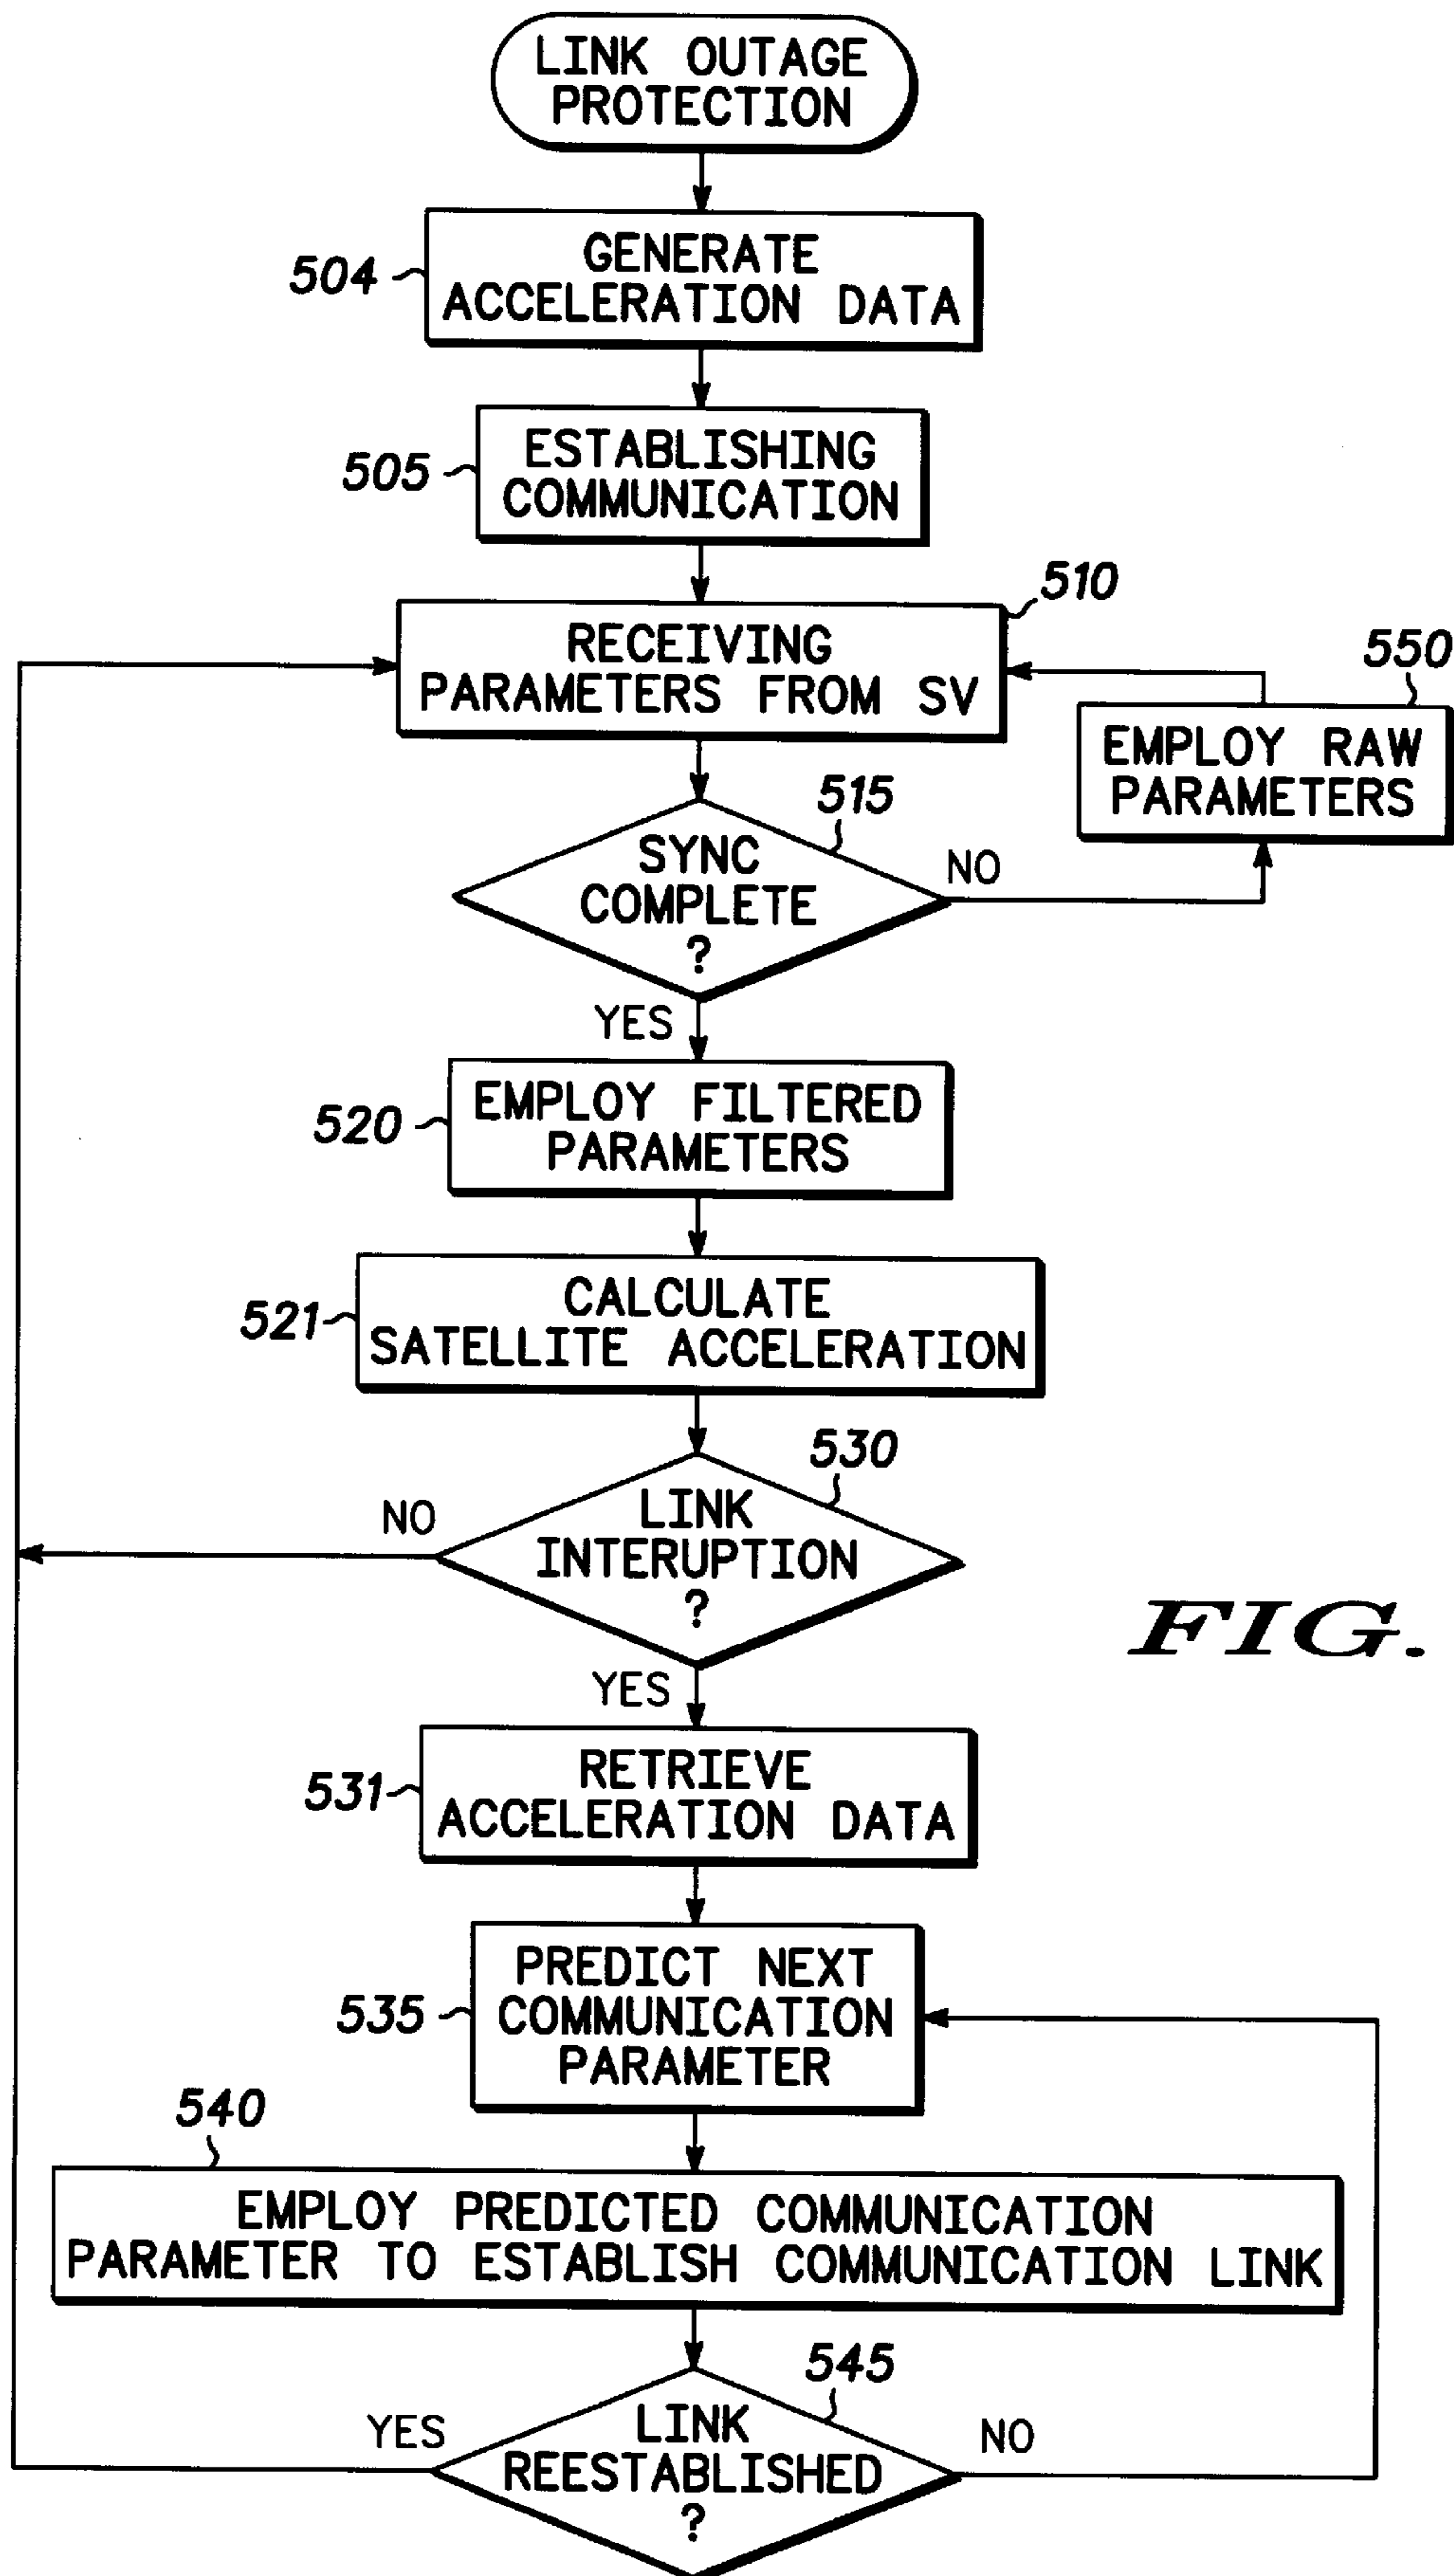 LINK OUTAGE
PROTECTION
504
GENERATE
ACCELERATION DATA
505
ESTABLISHING
COMMUNICATION
510
RECEIVING
PARAMETERS FROM SV
550
EMPLOY RAW
PARAMETERS
515
SYNC
COMPLETE
?
NO
YES
520
EMPLOY FILTERED
PARAMETERS
521
CALCULATE
SATELLITE ACCELERATION
530
LINK
INTERUPTION
?
NO
FIG.
YES
531
RETRIEVE
ACCELERATION DATA
535
PREDICT NEXT
COMMUNICATION
PARAMETER
540
EMPLOY PREDICTED COMMUNICATION
PARAMETER TO ESTABLISH COMMUNICATION LINK
545
YES
LINK
REESTABLISHED
?
NO